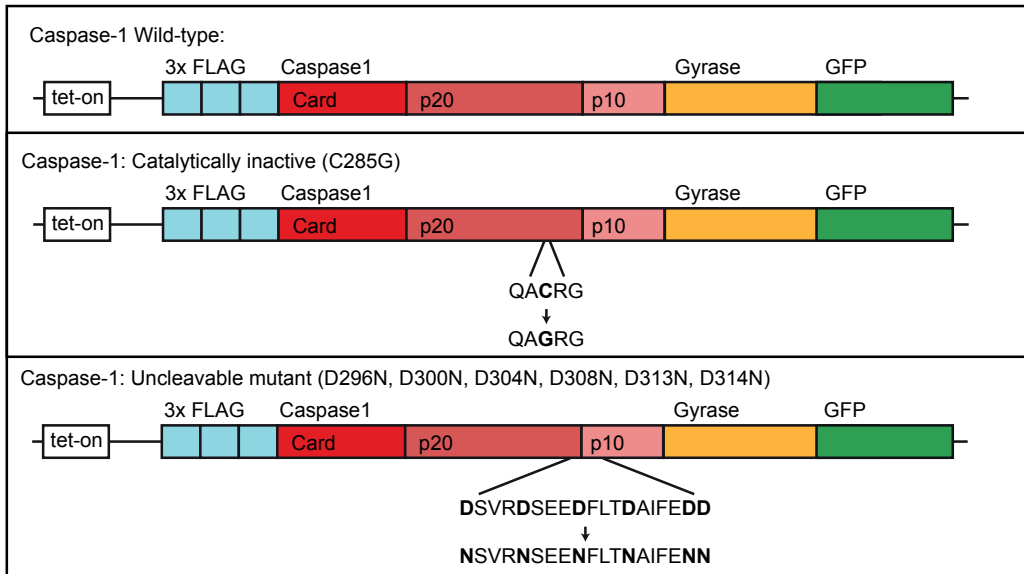 Caspase-1 Wild-type:
3x FLAG Caspase1 Gyrase GFP
tet-on Card p20 p10
Caspase-1: Catalytically inactive (C285G)
3x FLAG Caspase1 Gyrase GFP
tet-on Card p20 p10
QACRG
QAGRG
Caspase-1: Uncleavable mutant (D296N, D300N, D304N, D308N, D313N, D314N)
3x FLAG Caspase1 Gyrase GFP
tet-on Card p20 p10
DSVRDSEEDFLTDAIFEDD
NSVRNSEENFLTNAIFENN